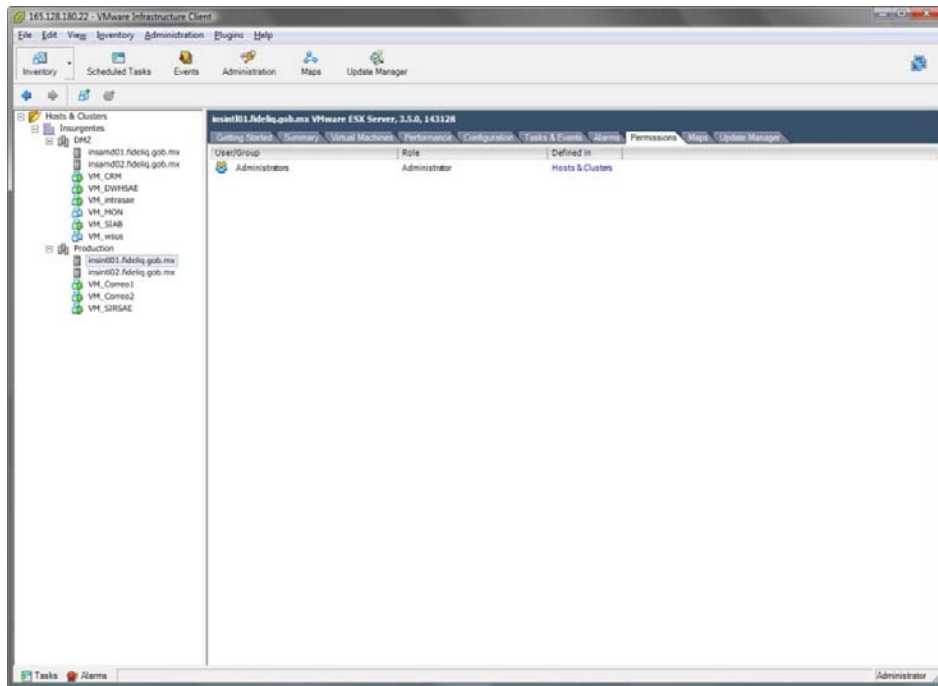 165.128.180.22 - VMware Infrastructure Client
File Edit View Inventory Administration Plugins Help
Inventory Scheduled Tasks Events Administration Maps Update Manager
Hosts & Clusters
Insurgentes
DMZ
insamd01.fideliq.gob.mx
insamd02.fideliq.gob.mx
VM_CRM
VM_DWHSAE
VM_intrasae
VM_MON
VM_SIAB
VM_wsus
Production
insintl01.fideliq.gob.mx
insintl02.fideliq.gob.mx
VM_Correo1
VM_Correo2
VM_SIRSAE
insintl01.fideliq.gob.mx VMware ESX Server, 3.5.0, 143128
Getting Started Summary Virtual Machines Performance Configuration Tasks & Events Alarms Permissions Maps Update Manager
User/Group Role Defined in
Administrators Administrator Hosts & Clusters
Tasks Alarms Administrator